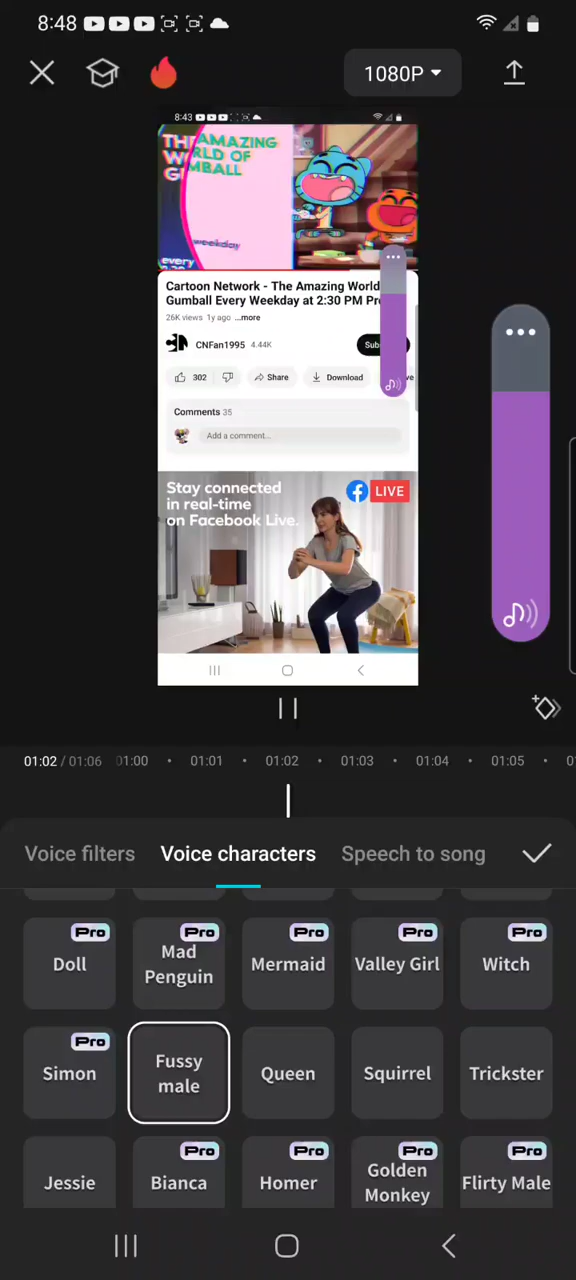 8:48
1080P
8:43
THE AMAZING
WORLD OF
GUMBALL
weekday
every
Cartoon Network - The Amazing World
Gumball Every Weekday at 2:30 PM Pr
26K views 1y ago ...more
CNFan1995 4.44K
Sub
302
Share
Download
ve
Comments 35
Add a comment...
Stay connected
in real-time
on Facebook Live.
LIVE
01:02 / 01:06
01:00
01:01
01:02
01:03
01:04
01:05
Voice filters
Voice characters
Speech to song
Pro
Pro
Pro
Pro
Pro
Doll
Mad
Penguin
Mermaid
Valley Girl
Witch
Pro
Simon
Fussy
male
Queen
Squirrel
Trickster
Pro
Pro
Pro
Pro
Jessie
Bianca
Homer
Golden
Monkey
Flirty Male